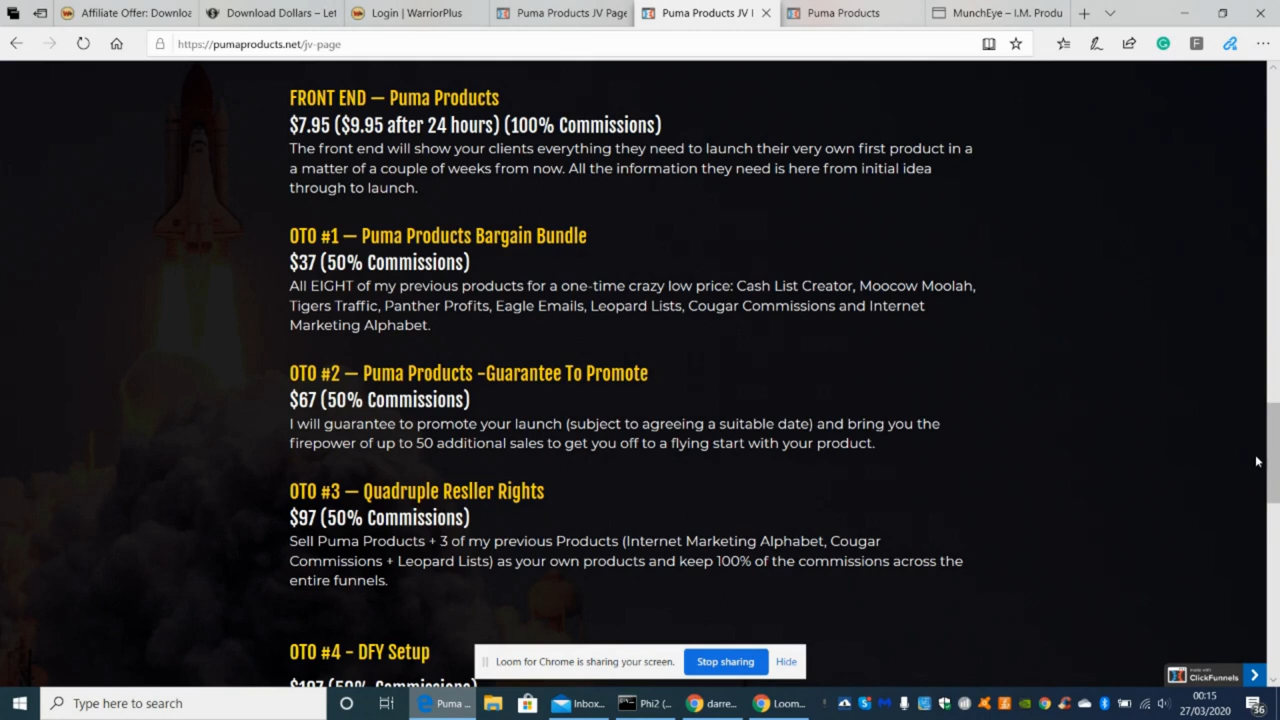 Affiliate Offer: Downloa
Download Dollars – Let
Login | WarriorPlus
Puma Products JV Page
Puma Products JV I
Puma Products
MunchEye – I.M. Produ
https://pumaproducts.net/jv-page
FRONT END — Puma Products
$7.95 ($9.95 after 24 hours) (100% Commissions)
The front end will show your clients everything they need to launch their very own first product in a
a matter of a couple of weeks from now. All the information they need is here from initial idea
through to launch.
OTO #1 — Puma Products Bargain Bundle
$37 (50% Commissions)
All EIGHT of my previous products for a one-time crazy low price: Cash List Creator, Moocow Moolah,
Tigers Traffic, Panther Profits, Eagle Emails, Leopard Lists, Cougar Commissions and Internet
Marketing Alphabet.
OTO #2 — Puma Products -Guarantee To Promote
$67 (50% Commissions)
I will guarantee to promote your launch (subject to agreeing a suitable date) and bring you the
firepower of up to 50 additional sales to get you off to a flying start with your product.
OTO #3 — Quadruple Resller Rights
$97 (50% Commissions)
Sell Puma Products + 3 of my previous Products (Internet Marketing Alphabet, Cougar
Commissions + Leopard Lists) as your own products and keep 100% of the commissions across the
entire funnels.
OTO #4 - DFY Setup
$197 (50% Commissions)
Loom for Chrome is sharing your screen.
Stop sharing
Hide
made with
ClickFunnels
Type here to search
Puma ...
Inbox...
Phi2 (...
darre...
Loom...
00:15
27/03/2020
36